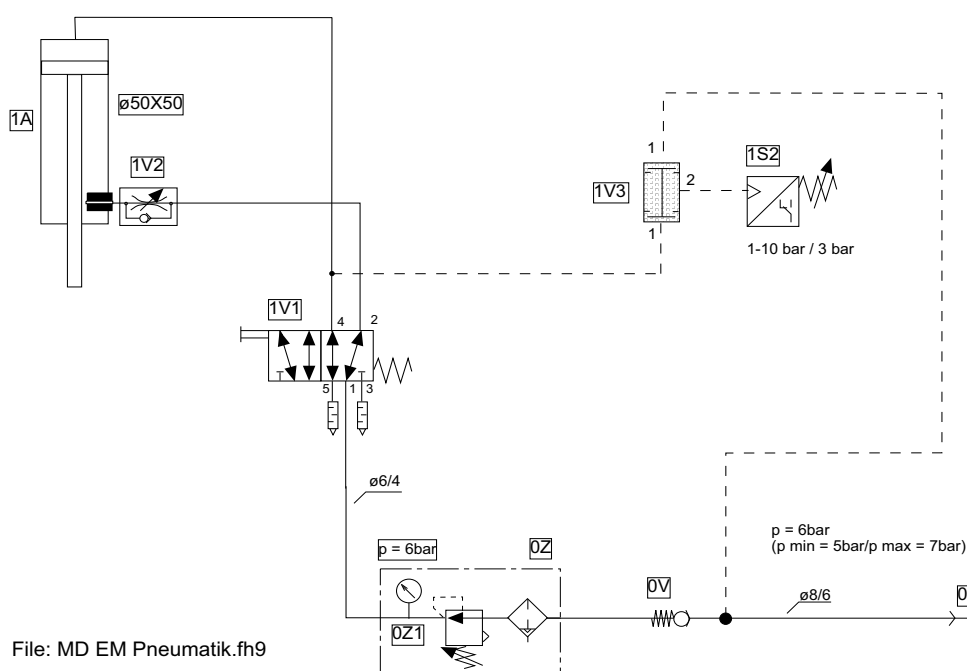 1A
ø50X50
1V2
1
1V3
2
1S2
1
1-10 bar / 3 bar
1V1
4
2
5
1
3
ø6/4
p = 6bar
0Z
p = 6bar
(p min = 5bar/p max = 7bar)
0V
ø8/6
0
0Z1
File: MD EM Pneumatik.fh9